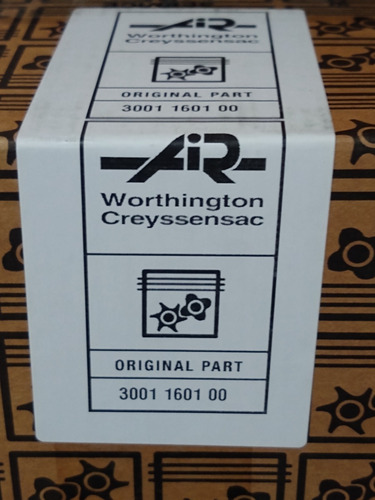 AiR
Worthington
Creyssensac
ORIGINAL PART
3001 1601 00
AiR
Worthington
Creyssensac
ORIGINAL PART
3001 1601 00